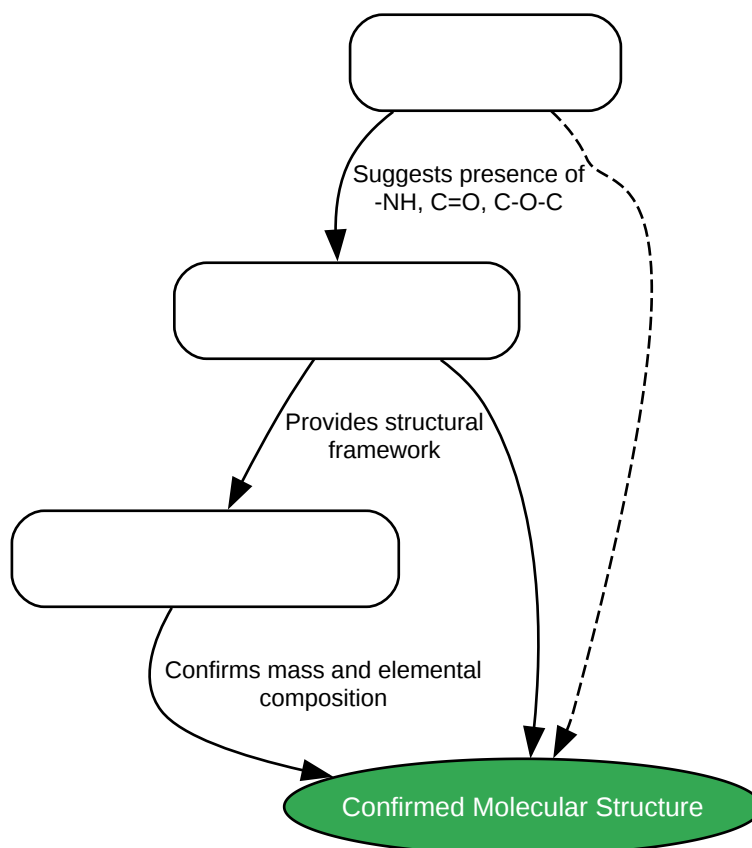 Suggests presence of
-NH, C=O, C-O-C
Provides structural
framework
Confirms mass and elemental
composition
Confirmed Molecular Structure